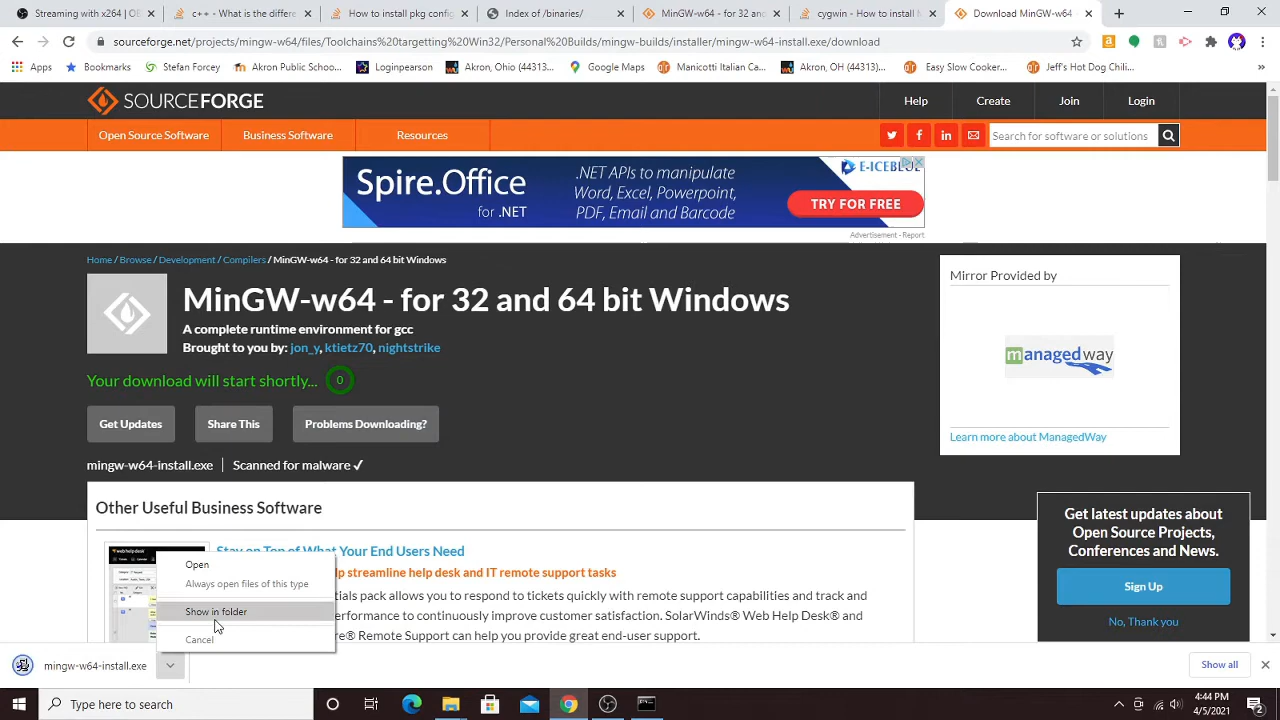 Streaming with x264 | OBS
c++ - What is the differe
How to install pkg config
Index of /binaries/
MinGW-w64 - for 32 and
cygwin - How to install M
Download MinGW-w64
sourceforge.net/projects/mingw-w64/files/Toolchains%20targetting%20Win32/Personal%20Builds/mingw-builds/installer/mingw-w64-install.exe/download
Apps
Bookmarks
Stefan Forcey
Akron Public Schoo...
Loginpearson
Akron, Ohio (4431...
Google Maps
Manicotti Italian Ca...
Akron, OH (44313...
Easy Slow Cooker...
Jeff's Hot Dog Chili...
»
SOURCEFORGE
Help
Create
Join
Login
Open Source Software
Business Software
Resources
Search for software or solutions
Spire.Office
for .NET
.NET APIs to manipulate
Word, Excel, Powerpoint,
PDF, Email and Barcode
E-ICEBLUE
TRY FOR FREE
Advertisement - Report
Home / Browse / Development / Compilers / MinGW-w64 - for 32 and 64 bit Windows
MinGW-w64 - for 32 and 64 bit Windows
A complete runtime environment for gcc
Brought to you by: jon_y, ktietz70, nightstrike
Your download will start shortly... 0
Get Updates
Share This
Problems Downloading?
mingw-w64-install.exe
Scanned for malware ✓
Mirror Provided by
managedway
Learn more about ManagedWay
Other Useful Business Software
Stay on Top of What Your End Users Need
lp streamline help desk and IT remote support tasks
tials pack allows you to respond to tickets quickly with remote support capabilities and track and
performance to continuously improve customer satisfaction. SolarWinds® Web Help Desk® and
re® Remote Support can help you provide great end-user support.
Get latest updates about
Open Source Projects,
Conferences and News.
Sign Up
No, Thank you
Open
Always open files of this type
Show in folder
Cancel
mingw-w64-install.exe
Show all
Type here to search
4:44 PM
4/5/2021
2